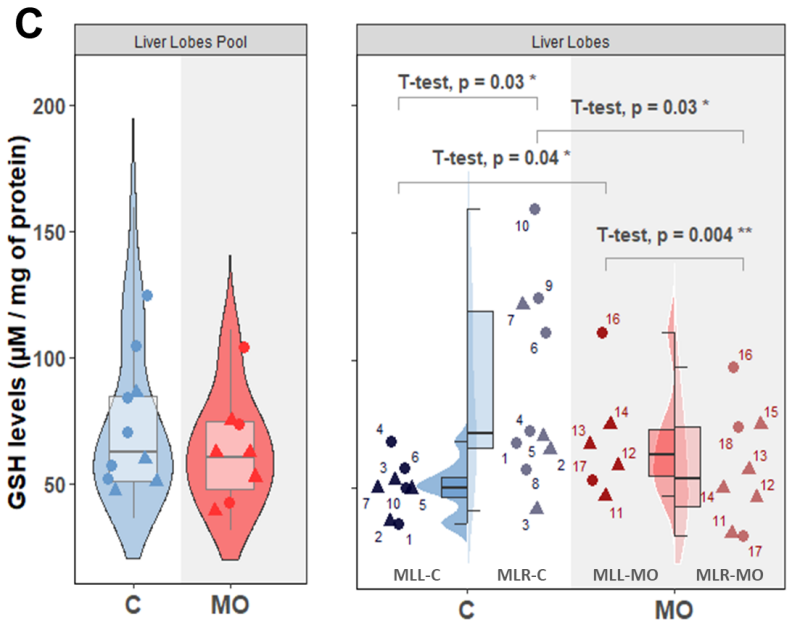 C
Liver Lobes Pool
Liver Lobes
GSH levels (µM / mg of protein)
200
150
100
50
T-test, p = 0.03 *
T-test, p = 0.03 *
T-test, p = 0.04 *
T-test, p = 0.004 **
10
9
7
6
16
16
4
4
14
15
13
18
1
5
2
6
3
12
13
17
8
7
10
5
14
12
11
3
2
1
11
17
MLL-C
MLR-C
MLL-MO
MLR-MO
C
MO
C
MO